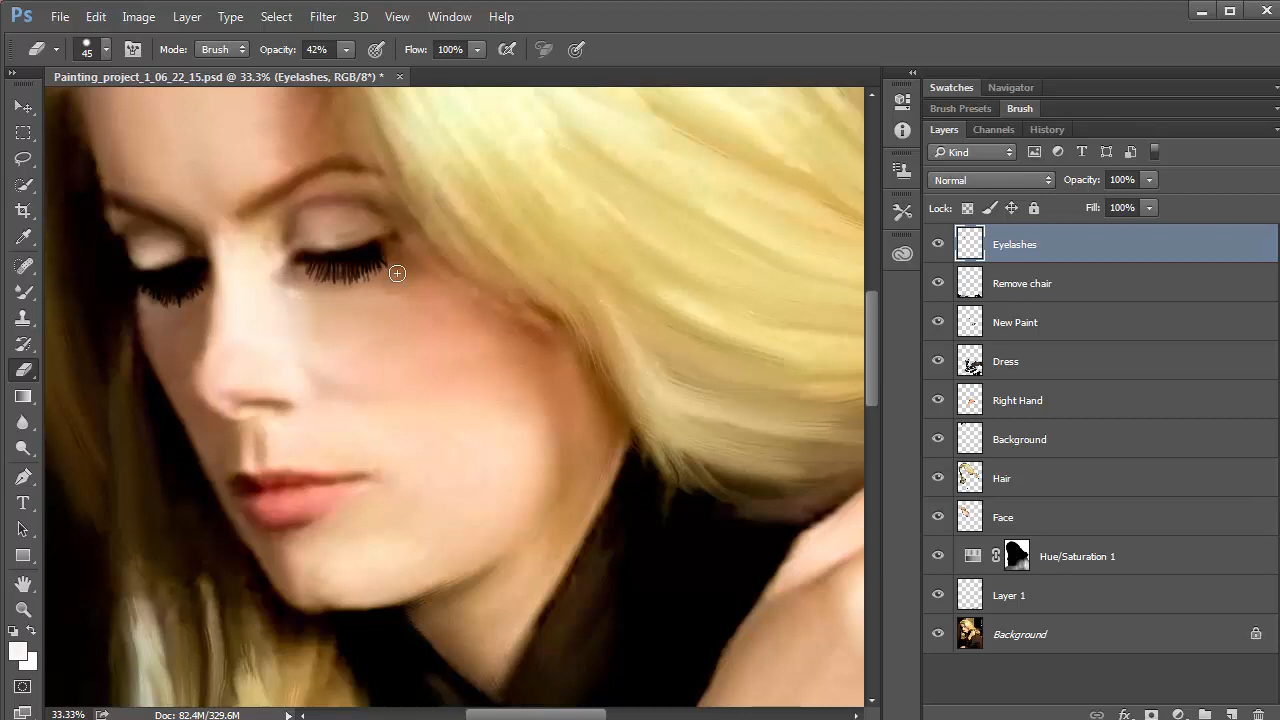 Ps File Edit Image Layer Type Select Filter 3D View Window Help
45 Mode: Brush Opacity: 42% Flow: 100%
Painting_project_1_06_22_15.psd @ 33.3% (Eyelashes, RGB/8*) * ×
Swatches Navigator
Brush Presets Brush
Layers Channels History
Kind
Normal Opacity: 100%
Lock: Fill: 100%
Eyelashes
Remove chair
New Paint
Dress
Right Hand
Background
Hair
Face
Hue/Saturation 1
Layer 1
Background
33.33% Doc: 82.4M/329.6M
fx